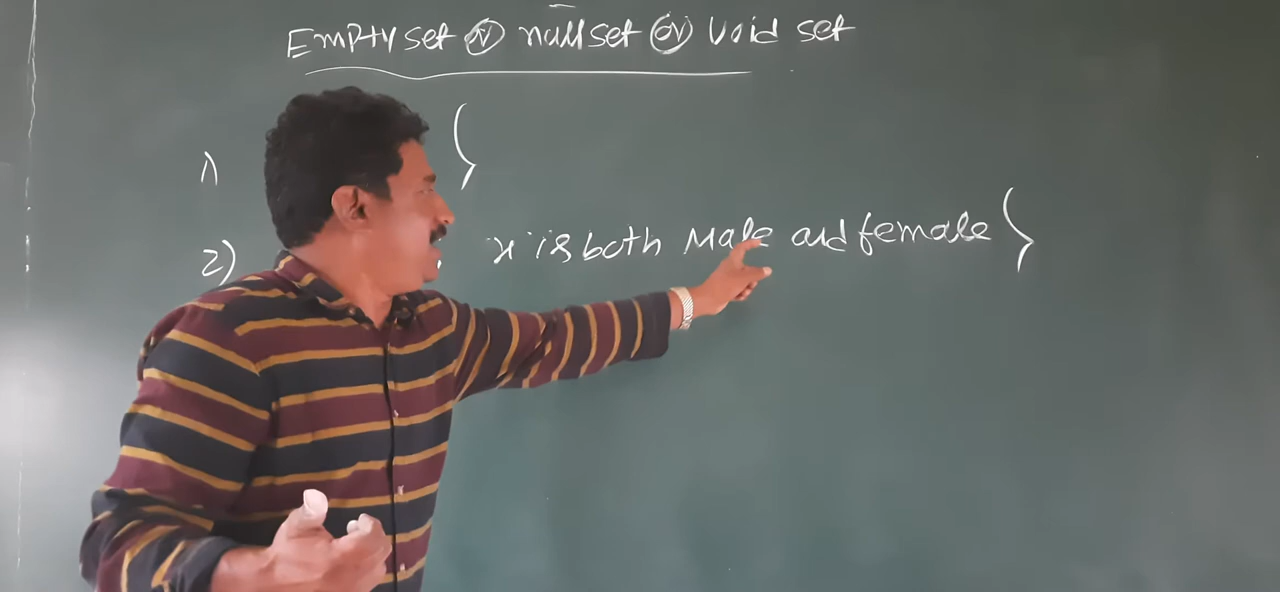 Empty set (or) null set (or) void set
1) }
2) : x is both Male and female }